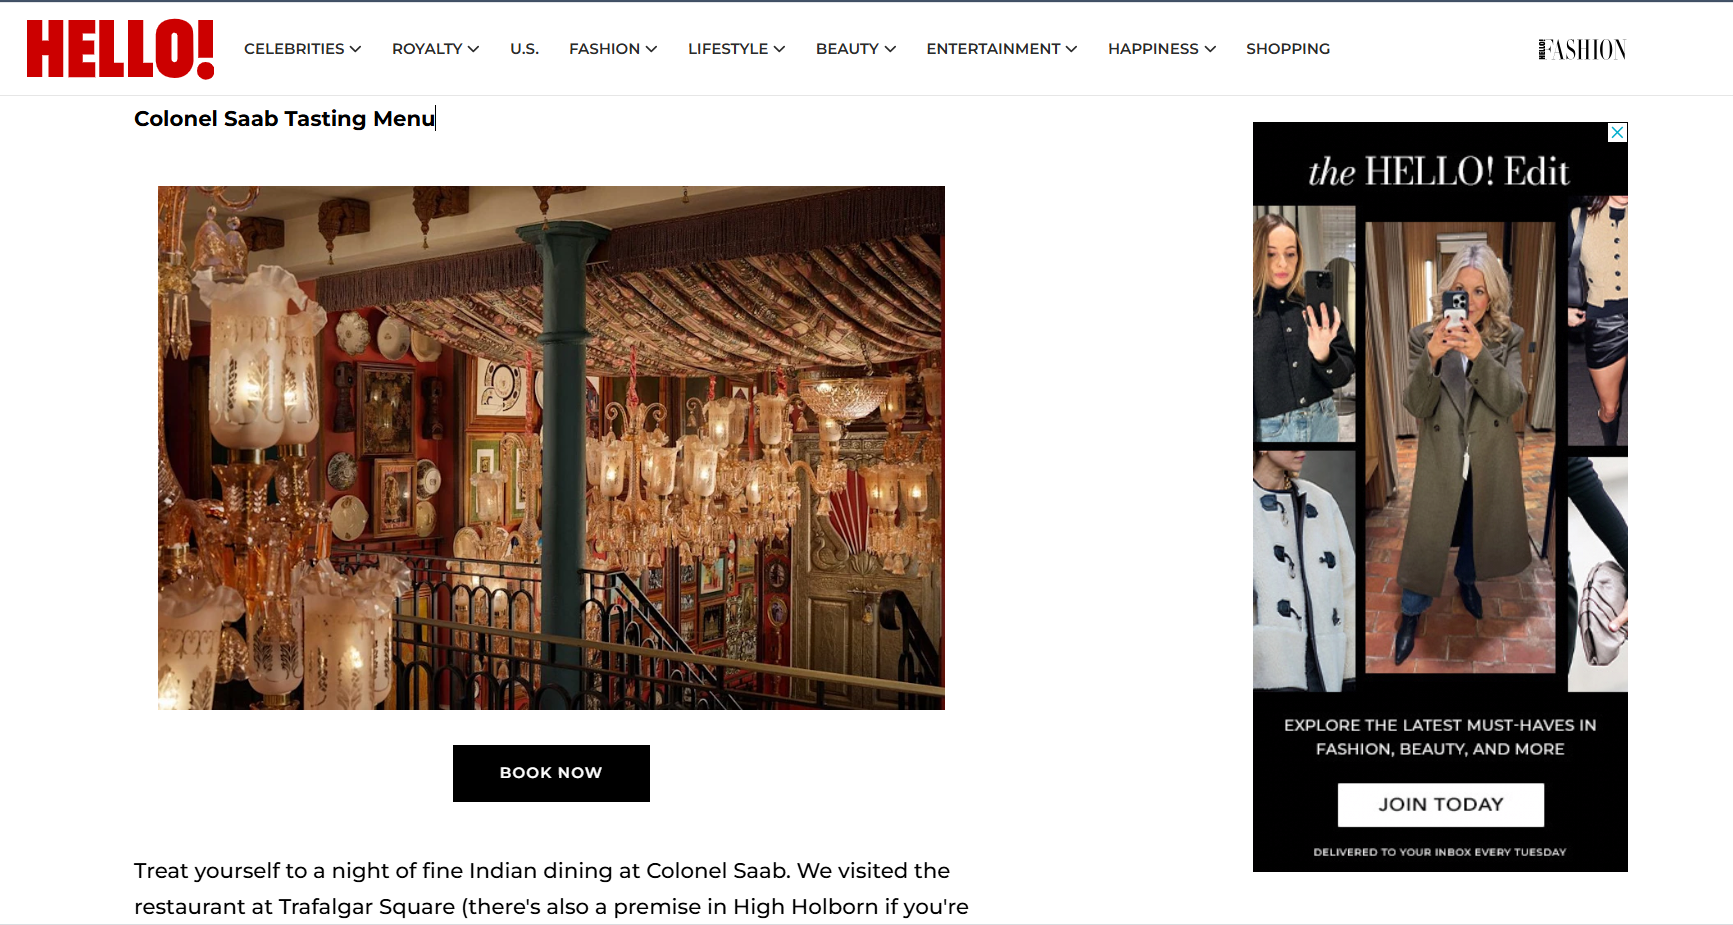 HELLO!
CELEBRITIES
ROYALTY
U.S.
FASHION
LIFESTYLE
BEAUTY
ENTERTAINMENT
HAPPINESS
SHOPPING
HELLO! FASHION
Colonel Saab Tasting Menu
BOOK NOW
Treat yourself to a night of fine Indian dining at Colonel Saab. We visited the
restaurant at Trafalgar Square (there's also a premise in High Holborn if you're
the HELLO! Edit
EXPLORE THE LATEST MUST-HAVES IN
FASHION, BEAUTY, AND MORE
JOIN TODAY
DELIVERED TO YOUR INBOX EVERY TUESDAY